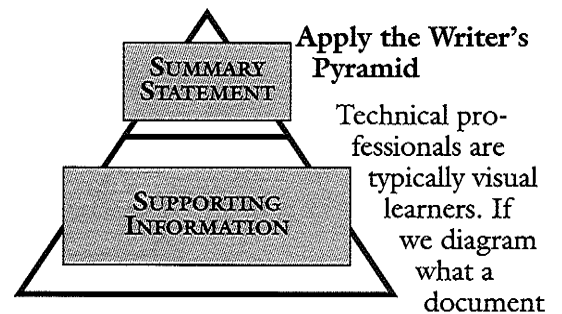 SUMMARY
STATEMENT
SUPPORTING
INFORMATION
Apply the Writer's
Pyramid
Technical pro-
fessionals are
typically visual
learners. If
we diagram
what a
document